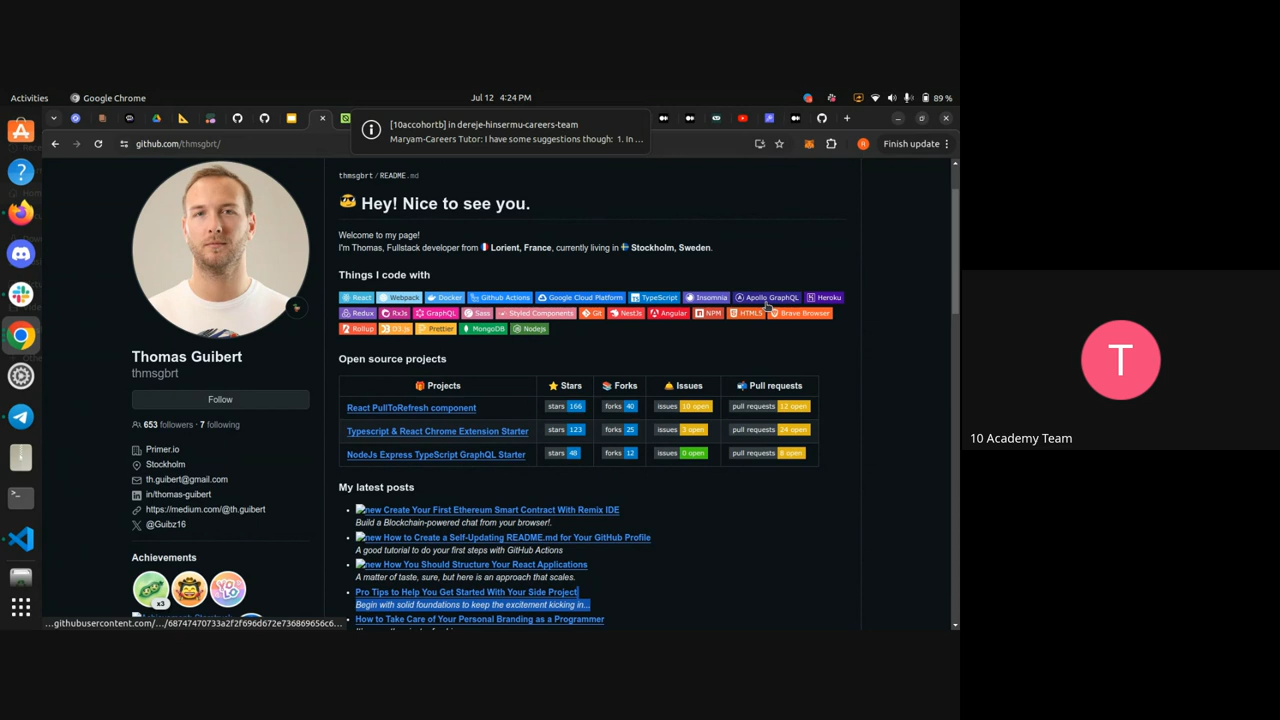 Activities
Google Chrome
Jul 12 4:24 PM
89 %
[10accohortb] in dereje-hinsermu-careers-team
Maryam-Careers Tutor: I have some suggestions though: 1. In ...
github.com/thmsgbrt/
Finish update
thmsgbrt / README.md
Hey! Nice to see you.
Welcome to my page!
I'm Thomas, Fullstack developer from Lorient, France, currently living in Stockholm, Sweden.
Things I code with
React Webpack Docker Github Actions Google Cloud Platform TypeScript Insomnia Apollo GraphQL Heroku
Redux RxJs GraphQL Sass Styled Components Git NestJs Angular NPM HTML5 Brave Browser
Rollup D3.js Prettier MongoDB Nodejs
Thomas Guibert
thmsgbrt
Follow
653 followers · 7 following
Primer.io
Stockholm
th.guibert@gmail.com
in/thomas-guibert
https://medium.com/@th.guibert
@Guibz16
Achievements
x3
YOLO
Open source projects
Projects Stars Forks Issues Pull requests
React PullToRefresh component stars 166 forks 40 issues 10 open pull requests 12 open
Typescript & React Chrome Extension Starter stars 123 forks 25 issues 3 open pull requests 24 open
NodeJs Express TypeScript GraphQL Starter stars 48 forks 12 issues 0 open pull requests 8 open
My latest posts
new Create Your First Ethereum Smart Contract With Remix IDE
Build a Blockchain-powered chat from your browser!.
new How to Create a Self-Updating README.md for Your GitHub Profile
A good tutorial to do your first steps with GitHub Actions
new How You Should Structure Your React Applications
A matter of taste, sure, but here is an approach that scales.
Pro Tips to Help You Get Started With Your Side Project
Begin with solid foundations to keep the excitement kicking in...
How to Take Care of Your Personal Branding as a Programmer
T
10 Academy Team